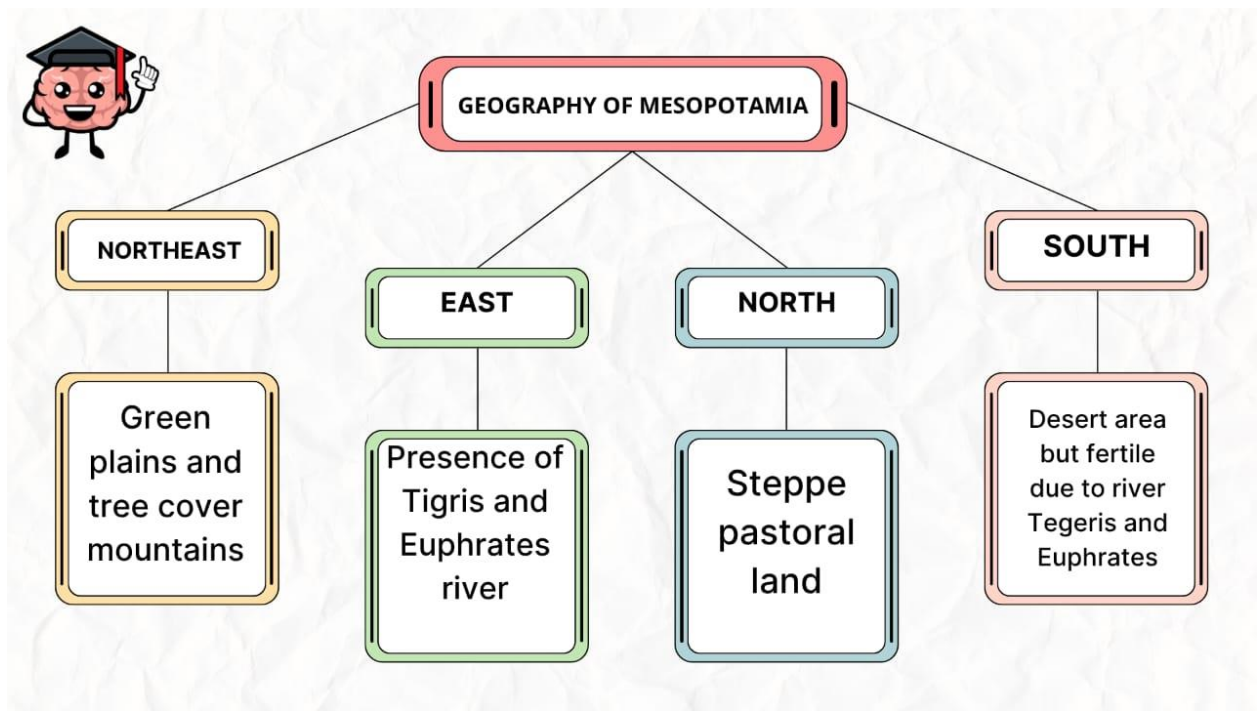 GEOGRAPHY OF MESOPOTAMIA
NORTHEAST
Green
plains and
tree cover
mountains
EAST
Presence of
Tigris and
Euphrates
river
NORTH
Steppe
pastoral
land
SOUTH
Desert area
but fertile
due to river
Tegeris and
Euphrates